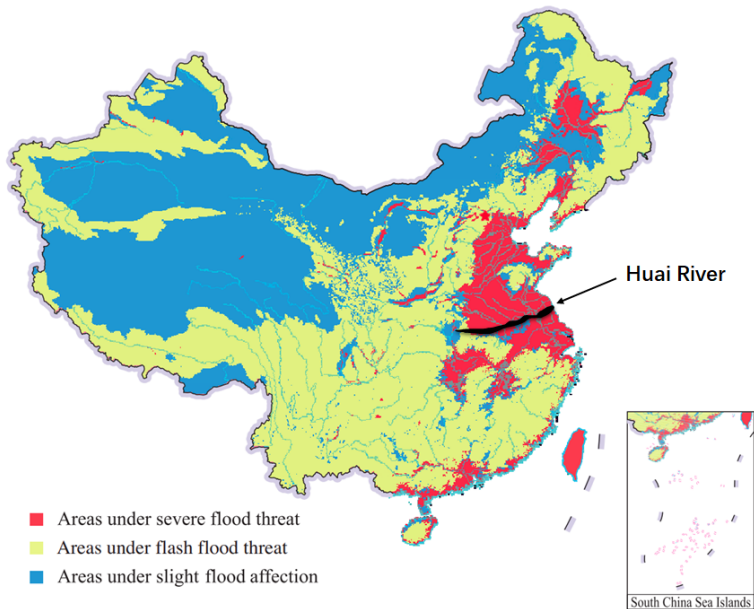 Huai River
Areas under severe flood threat
Areas under flash flood threat
Areas under slight flood affection
South China Sea Islands